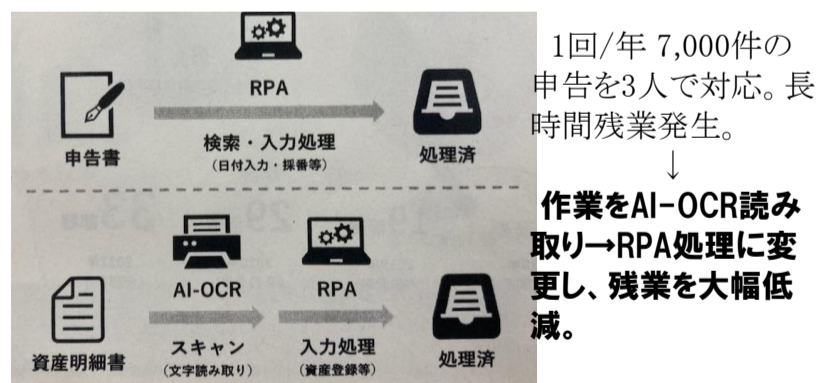 RPA
申告書
検索・入力処理
(日付入力・採番等)
処理済
AI-OCR
RPA
資産明細書
スキャン
(文字読み取り)
入力処理
(資産登録等)
処理済
1回/年 7,000件の
申告を3人で対応。長
時間残業発生。
↓
作業をAI-OCR読み
取り→RPA処理に変
更し、残業を大幅低
減。